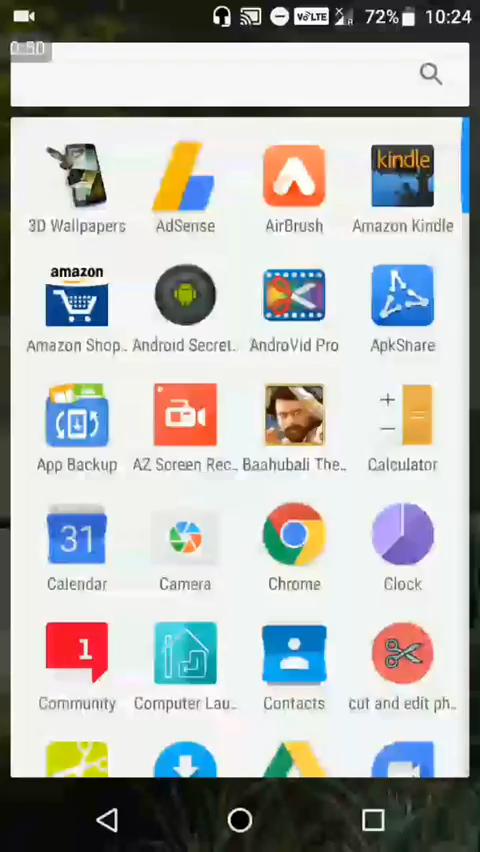 VoLTE R 72% 10:24
0:50
kindle
3D Wallpapers AdSense AirBrush Amazon Kindle
amazon
Amazon Shop.. Android Secret.. AndroVid Pro ApkShare
App Backup AZ Screen Rec.. Baahubali The.. Calculator
31
Calendar Camera Chrome Clock
1
Community Computer Lau.. Contacts cut and edit ph..